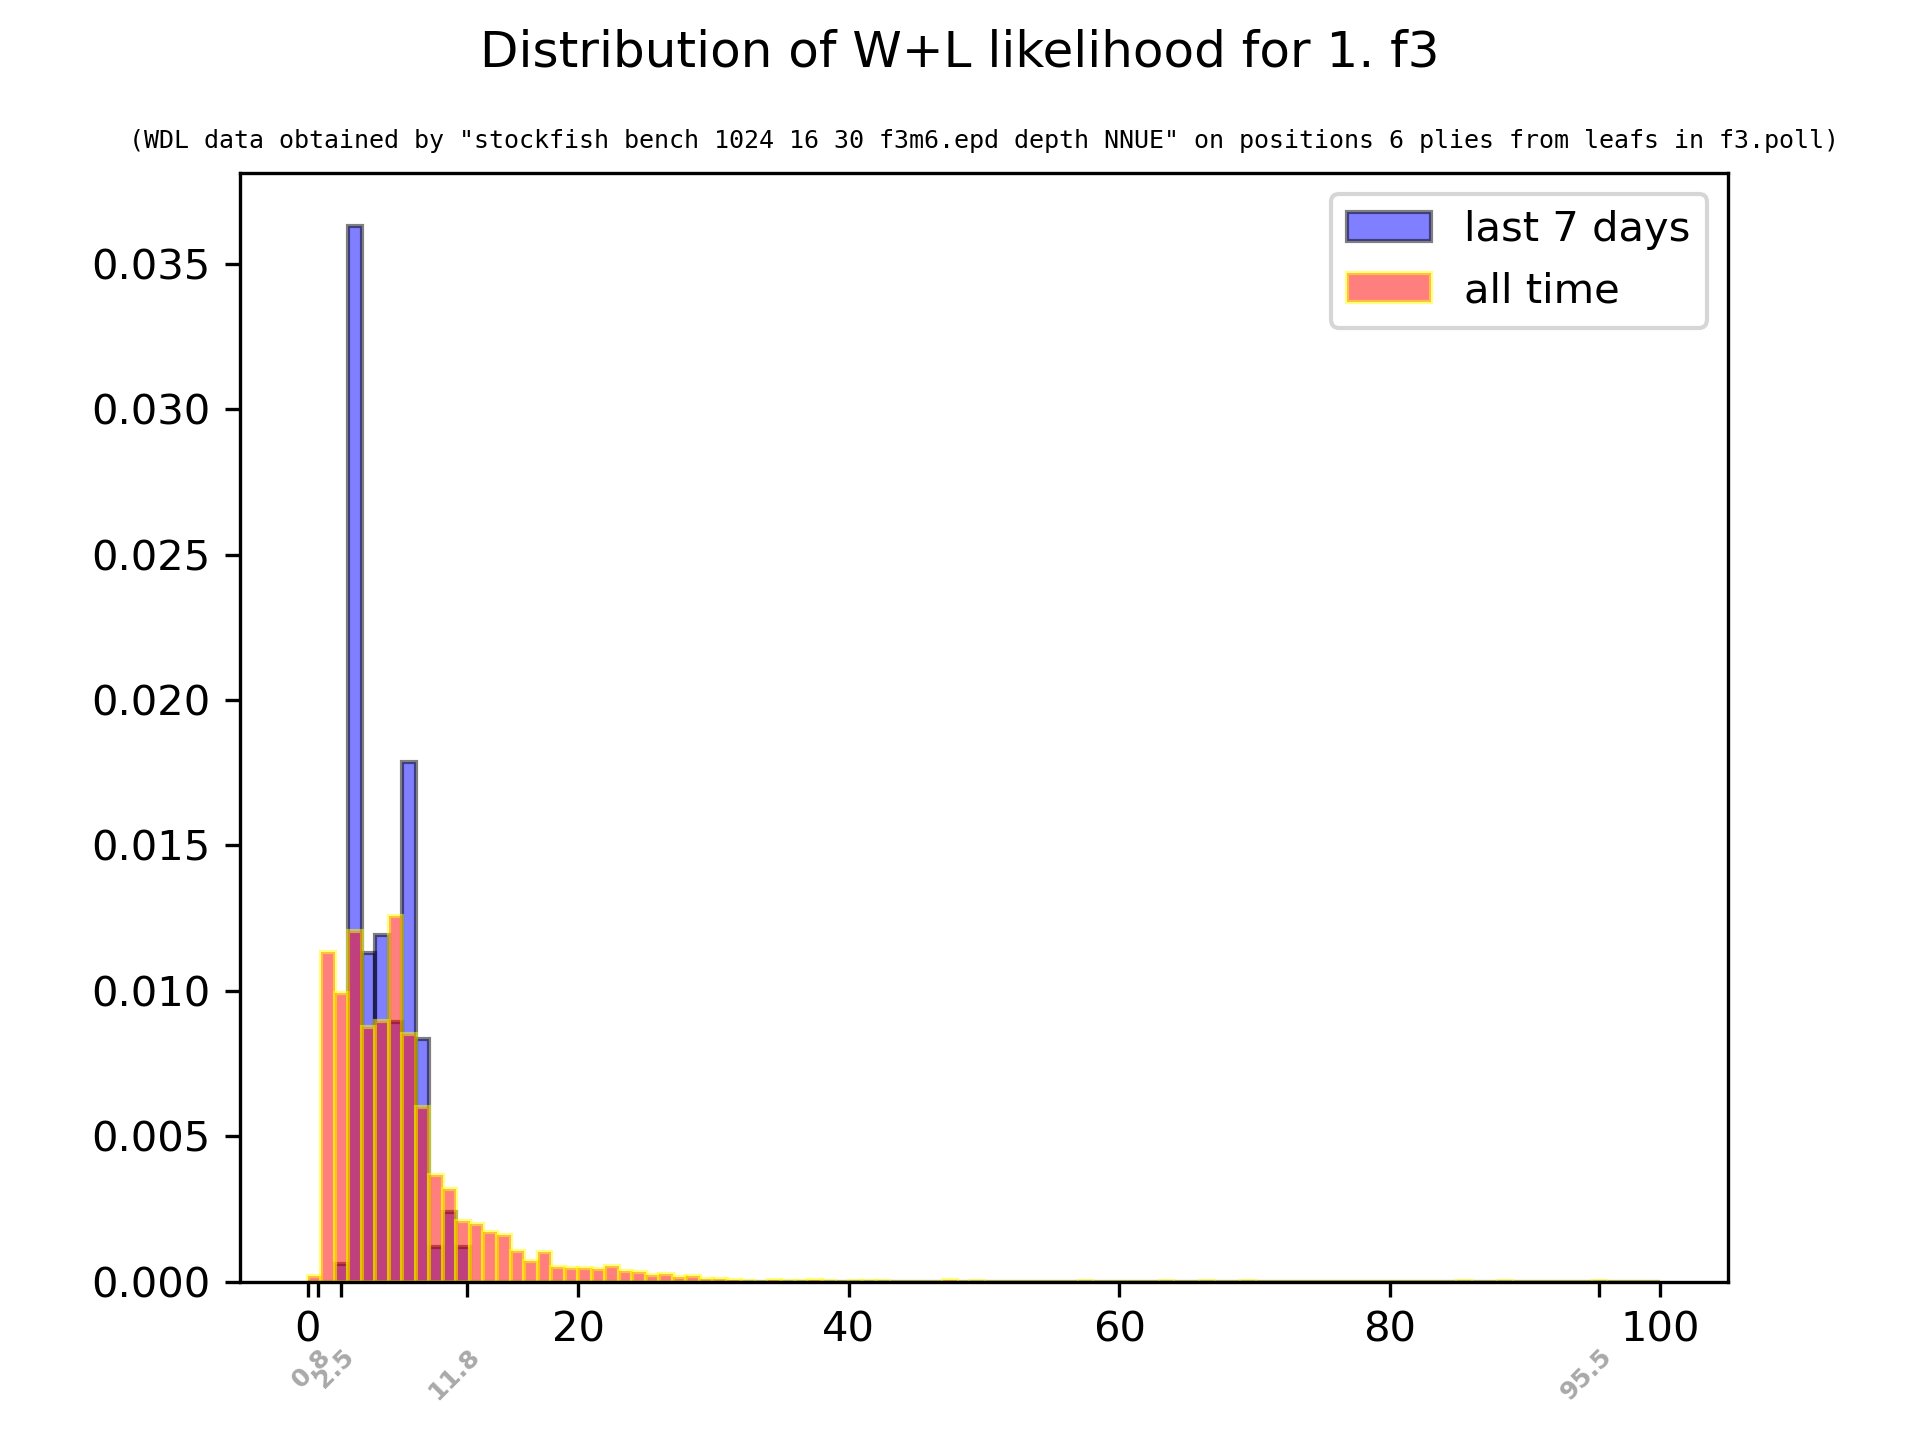 Distribution of W+L likelihood for 1. f3
(WDL data obtained by "stockfish bench 1024 16 30 f3m6.epd depth NNUE" on positions 6 plies from leafs in f3.poll)
last 7 days
all time
0.035
0.030
0.025
0.020
0.015
0.010
0.005
0.000
0 20 40 60 80 100
0.8 2.5 11.8 95.5